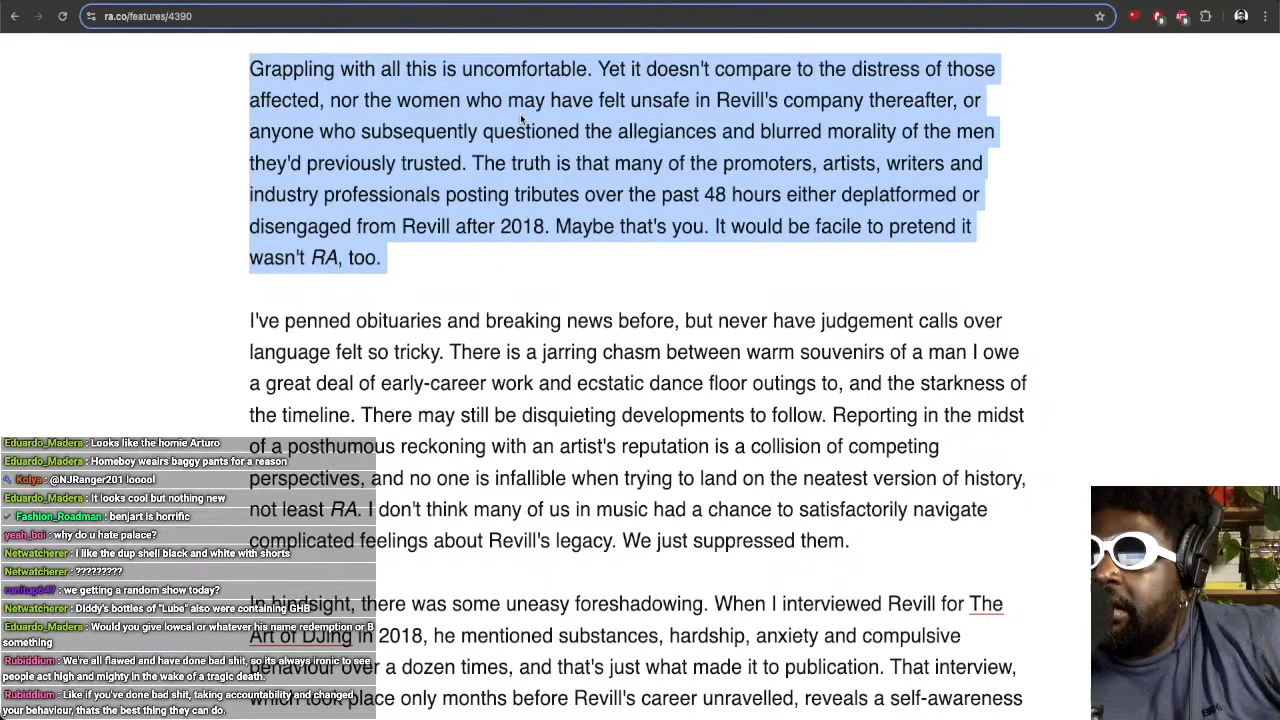 ra.co/features/4390
Grappling with all this is uncomfortable. Yet it doesn't compare to the distress of those
affected, nor the women who may have felt unsafe in Revill's company thereafter, or
anyone who subsequently questioned the allegiances and blurred morality of the men
they'd previously trusted. The truth is that many of the promoters, artists, writers and
industry professionals posting tributes over the past 48 hours either deplatformed or
disengaged from Revill after 2018. Maybe that's you. It would be facile to pretend it
wasn't RA, too.
I've penned obituaries and breaking news before, but never have judgement calls over
language felt so tricky. There is a jarring chasm between warm souvenirs of a man I owe
a great deal of early-career work and ecstatic dance floor outings to, and the starkness of
the timeline. There may still be disquieting developments to follow. Reporting in the midst
of a posthumous reckoning with an artist's reputation is a collision of competing
perspectives, and no one is infallible when trying to land on the neatest version of history,
not least RA. I don't think many of us in music had a chance to satisfactorily navigate
complicated feelings about Revill's legacy. We just suppressed them.
In hindsight, there was some uneasy foreshadowing. When I interviewed Revill for The
Art of DJing in 2018, he mentioned substances, hardship, anxiety and compulsive
behaviour over a dozen times, and that's just what made it to publication. That interview,
which took place only months before Revill's career unravelled, reveals a self-awareness
Eduardo_Madera : Looks like the homie Arturo
Eduardo_Madera : Homeboy weairs baggy pants for a reason
Kolya : @NJRanger201 looool
Eduardo_Madera : It looks cool but nothing new
Fashion_Roadman : benjart is horrific
yeah_boi : why do u hate palace?
Netwatcherer : i like the dup shell black and white with shorts
Netwatcherer : ?????????
runitup647 : we getting a random show today?
Netwatcherer : Diddy's bottles of "Lube" also were containing GHB
Eduardo_Madera : Would you give lowcal or whatever his name redemption or B
something
Rubiddium : We're all flawed and have done bad shit, so its always ironic to see
people act high and mighty in the wake of a tragic death.
Rubiddium : Like if you've done bad shit, taking accountability and changed
your behaviour, thats the best thing they can do.